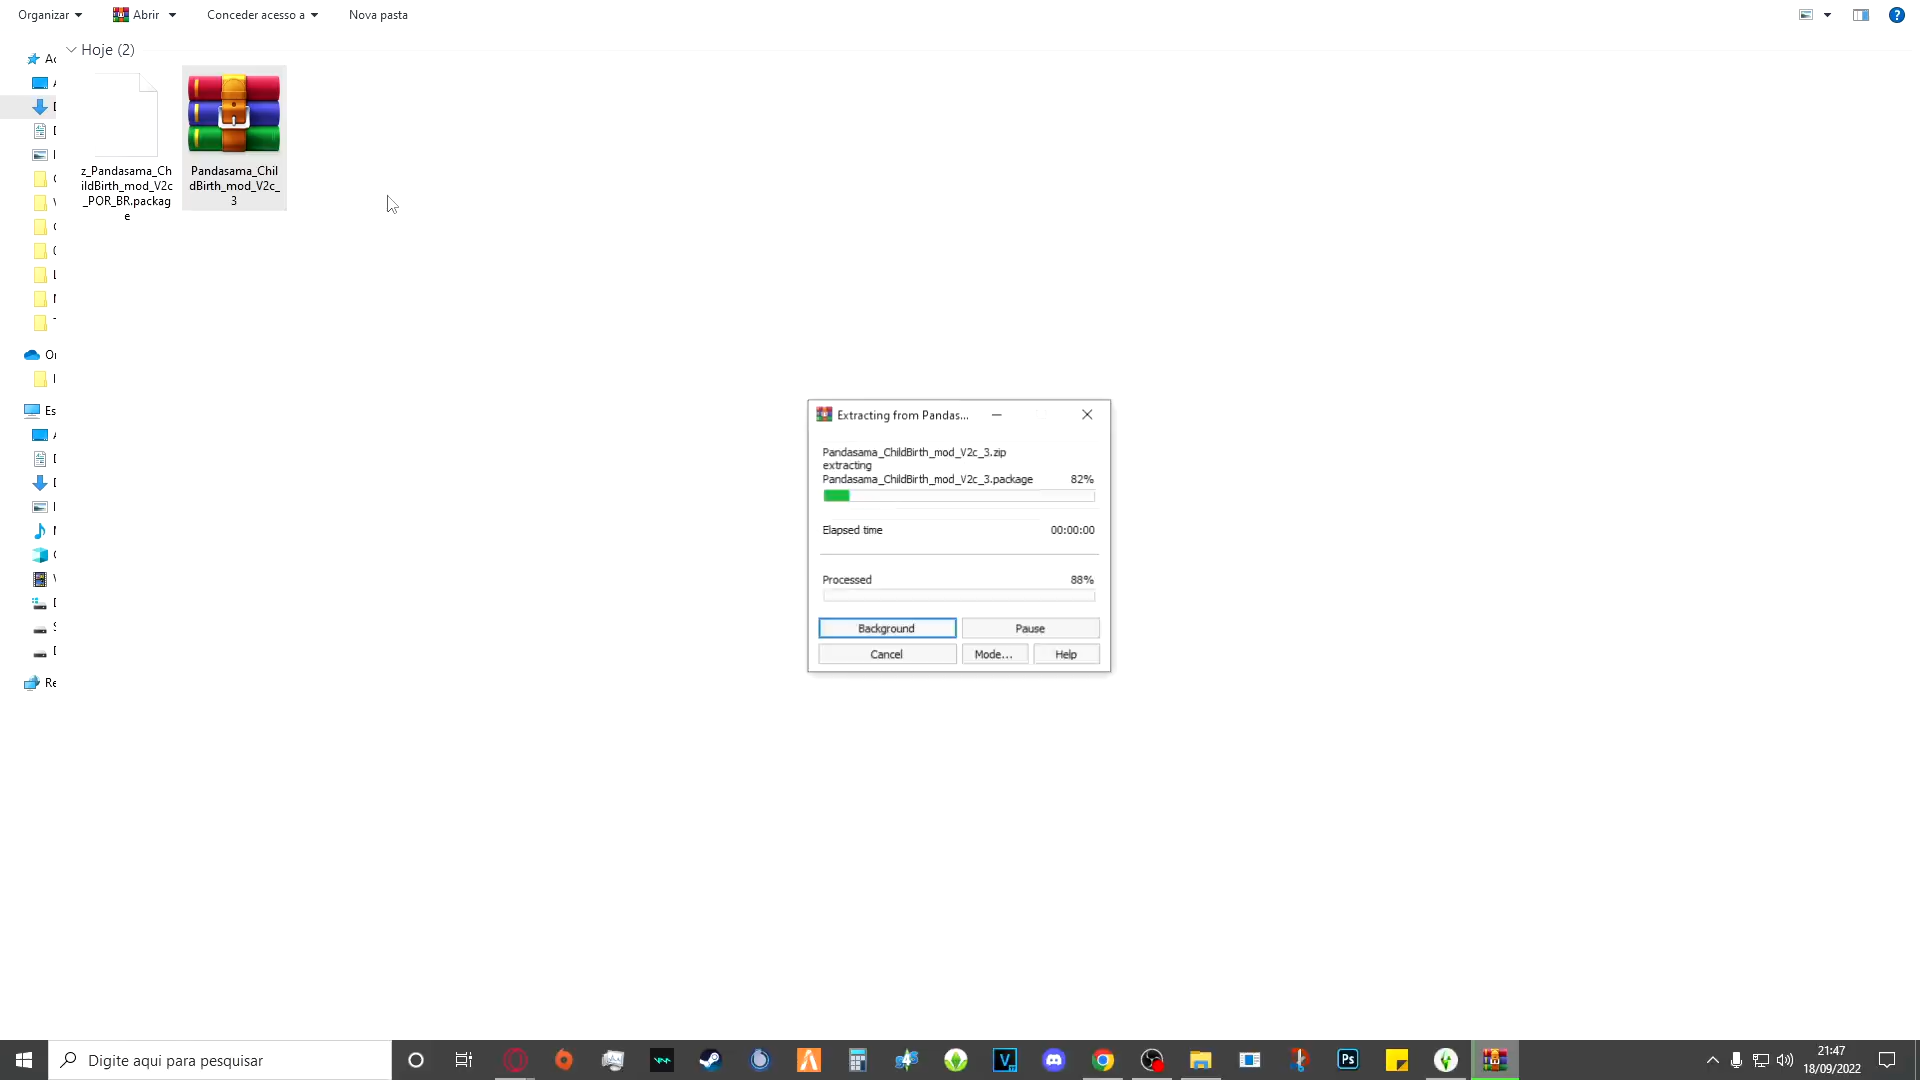 Organizar
Abrir
Conceder acesso a
Nova pasta
Hoje (2)
z_Pandasama_Ch
ildBirth_mod_V2c
_POR_BR.packag
e
Pandasama_Chil
dBirth_mod_V2c_
3
Extracting from Pandas...
Pandasama_ChildBirth_mod_V2c_3.zip
extracting
Pandasama_ChildBirth_mod_V2c_3.package 82%
Elapsed time 00:00:00
Processed 88%
Background
Pause
Cancel
Mode...
Help
Digite aqui para pesquisar
Ps
21:47
18/09/2022